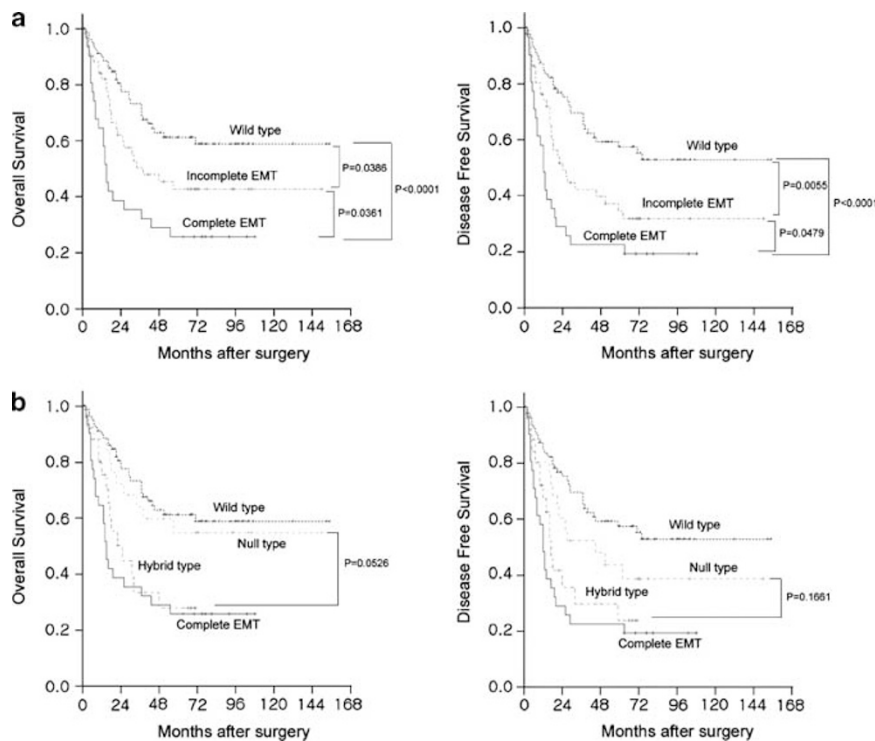 a
Overall Survival
1.0
0.8
0.6
0.4
0.2
0.0
0 24 48 72 96 120 144 168
Months after surgery
Wild type
Incomplete EMT
Complete EMT
P=0.0386
P=0.0361
P<0.0001
Disease Free Survival
1.0
0.8
0.6
0.4
0.2
0.0
0 24 48 72 96 120 144 168
Months after surgery
Wild type
Incomplete EMT
Complete EMT
P=0.0055
P=0.0479
P<0.0001
b
Overall Survival
1.0
0.8
0.6
0.4
0.2
0.0
0 24 48 72 96 120 144 168
Months after surgery
Wild type
Null type
Hybrid type
Complete EMT
P=0.0526
Disease Free Survival
1.0
0.8
0.6
0.4
0.2
0.0
0 24 48 72 96 120 144 168
Months after surgery
Wild type
Null type
Hybrid type
Complete EMT
P=0.1661